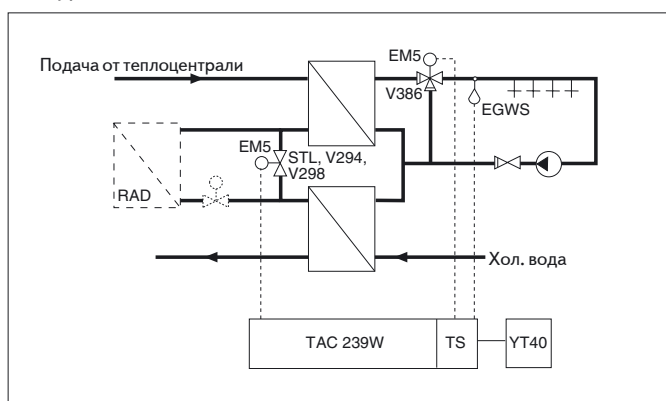 EM5
Подача от теплоцентрали
V386
EGWS
EM5
STL, V294,
V298
RAD
Хол. вода
TAC 239W
TS
YT40